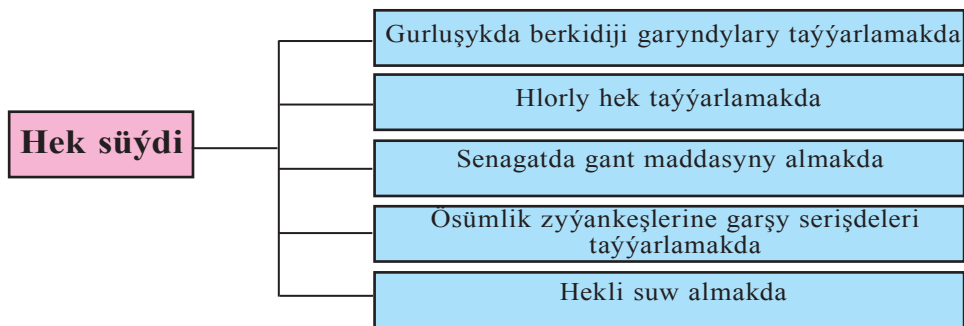 Hek süýdi
Gurluşykda berkidiji garyndylary taýýarlamakda
Hlorly hek taýýarlamakda
Senagatda gant maddasyny almakda
Ösümlik zyýankeşlerine garşy serişdeleri
taýýarlamakda
Hekli suw almakda